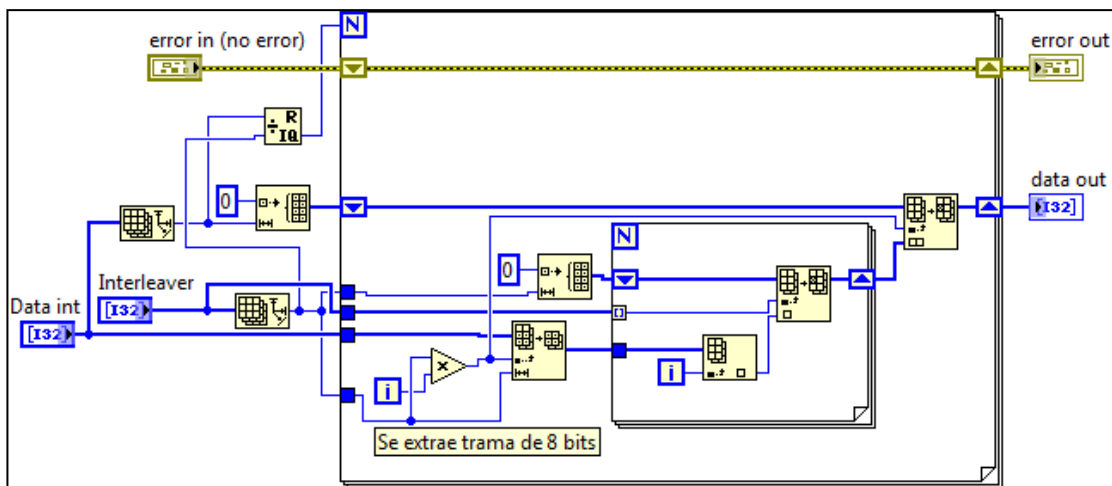 error in (no error)
error out
N
R
IQ
0
data out
[I32]
N
Interleaver
[I32]
0
Data int
[I32]
i
x
i
Se extrae trama de 8 bits